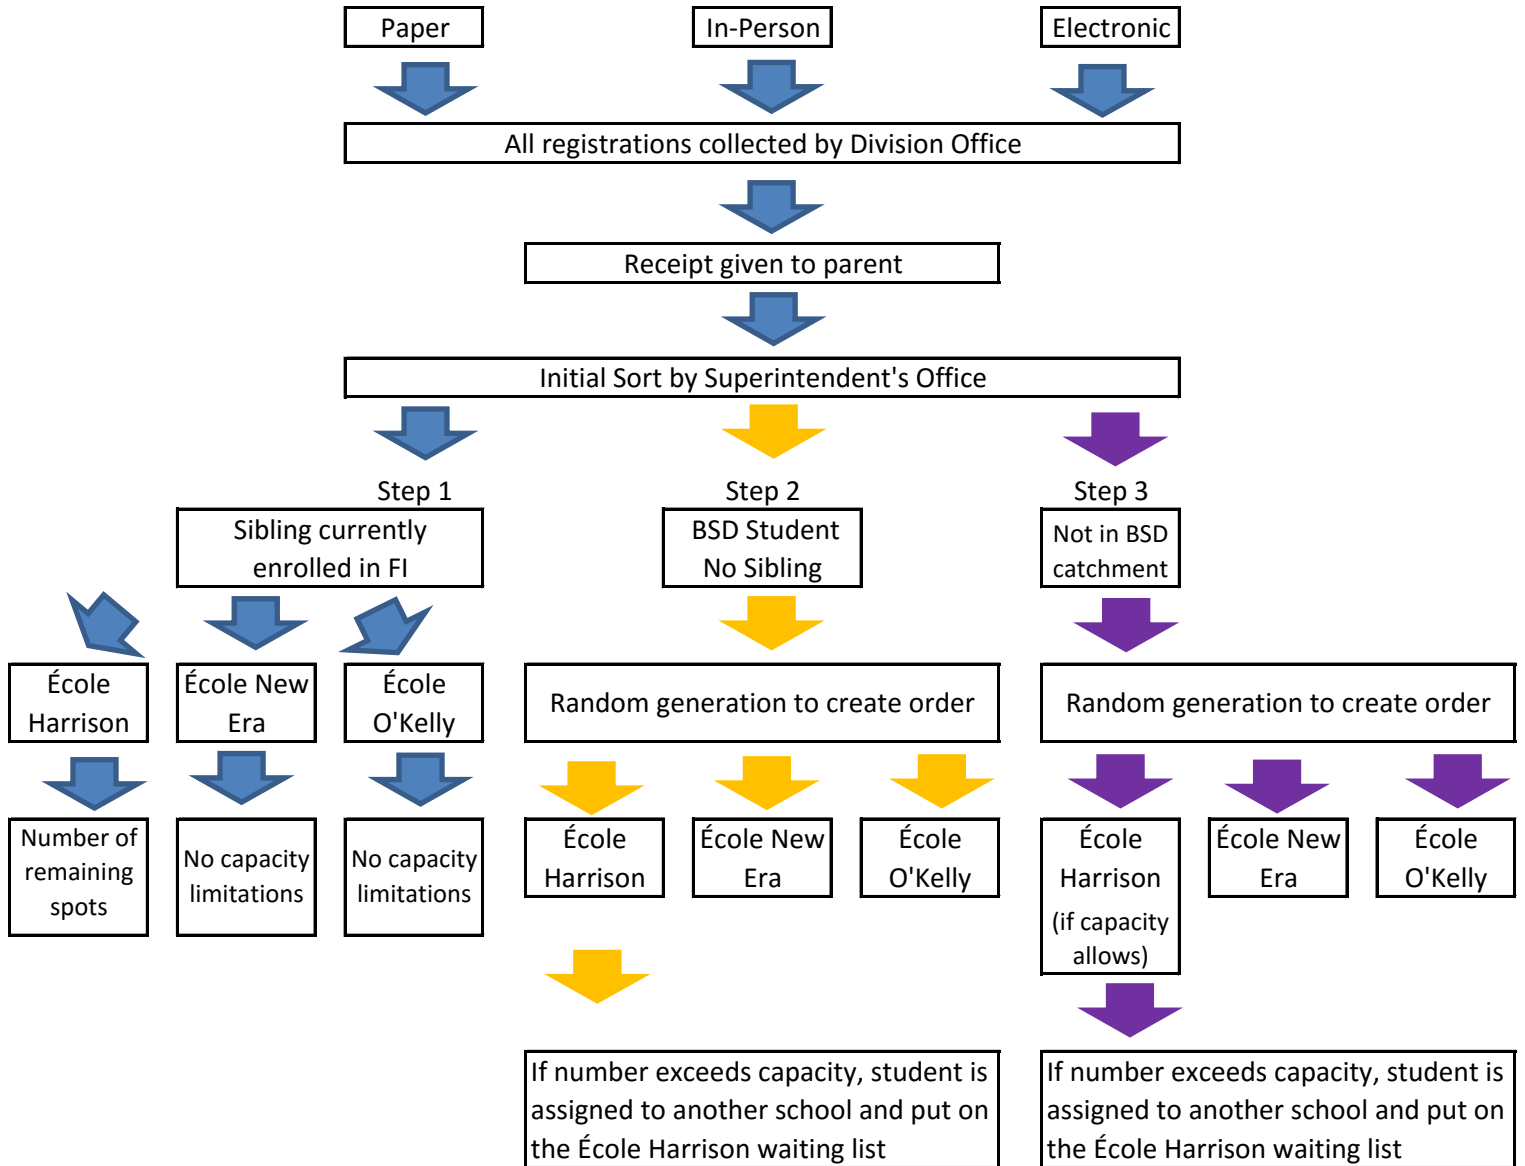 Paper
In-Person
Electronic
All registrations collected by Division Office
Receipt given to parent
Initial Sort by Superintendent's Office
Step 1
Step 2
Step 3
Sibling currently
enrolled in FI
BSD Student
No Sibling
Not in BSD
catchment
École
Harrison
École New
Era
École
O'Kelly
Random generation to create order
Random generation to create order
Number of
remaining
spots
No capacity
limitations
No capacity
limitations
École
Harrison
École New
Era
École
O'Kelly
École
Harrison
(if capacity
allows)
École New
Era
École
O'Kelly
If number exceeds capacity, student is
assigned to another school and put on
the École Harrison waiting list
If number exceeds capacity, student is
assigned to another school and put on
the École Harrison waiting list